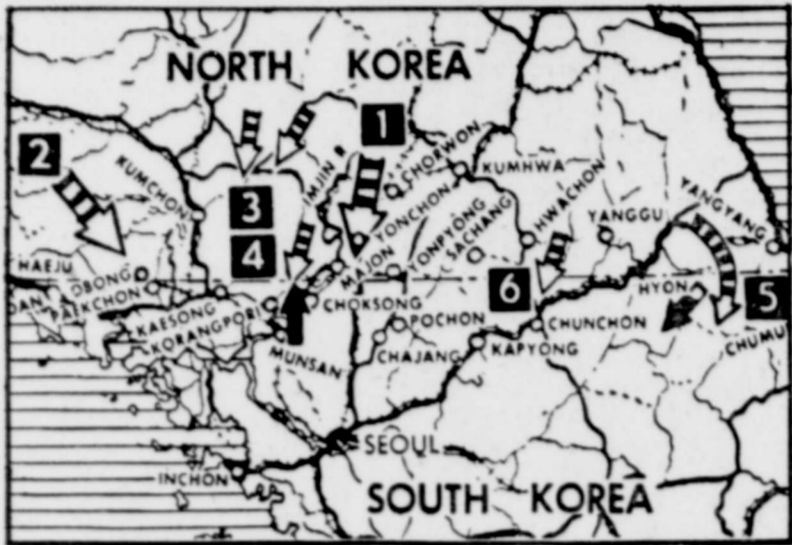 NORTH KOREA
1
2
3
4
5
6
KUMCHON
IMJIN R
CHORWON
KUMHWA
YONCHON
MAJON
YONPYONG
SACHANG
HWACHON
YANGGU
YANGYANG
HAEJU
OBONG
PAEKCHON
KAESONG
KORANGPORI
CHOKSONG
POCHON
MUNSAN
CHAJANG
KAPYONG
CHUNCHON
HYON
CHUMU
SEOUL
INCHON
SOUTH KOREA